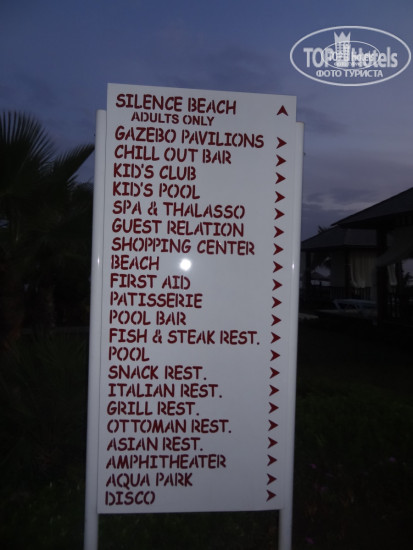 TOPHotels
ФОТО ТУРИСТА
SILENCE BEACH
ADULTS ONLY
GAZEBO PAVILIONS
CHILL OUT BAR
KID'S CLUB
KID'S POOL
SPA & THALASSO
GUEST RELATION
SHOPPING CENTER
BEACH
FIRST AID
PATISSERIE
POOL BAR
FISH & STEAK REST.
POOL
SNACK REST.
ITALIAN REST.
GRILL REST.
OTTOMAN REST.
ASIAN REST.
AMPHITHEATER
AQUA PARK
DISCO